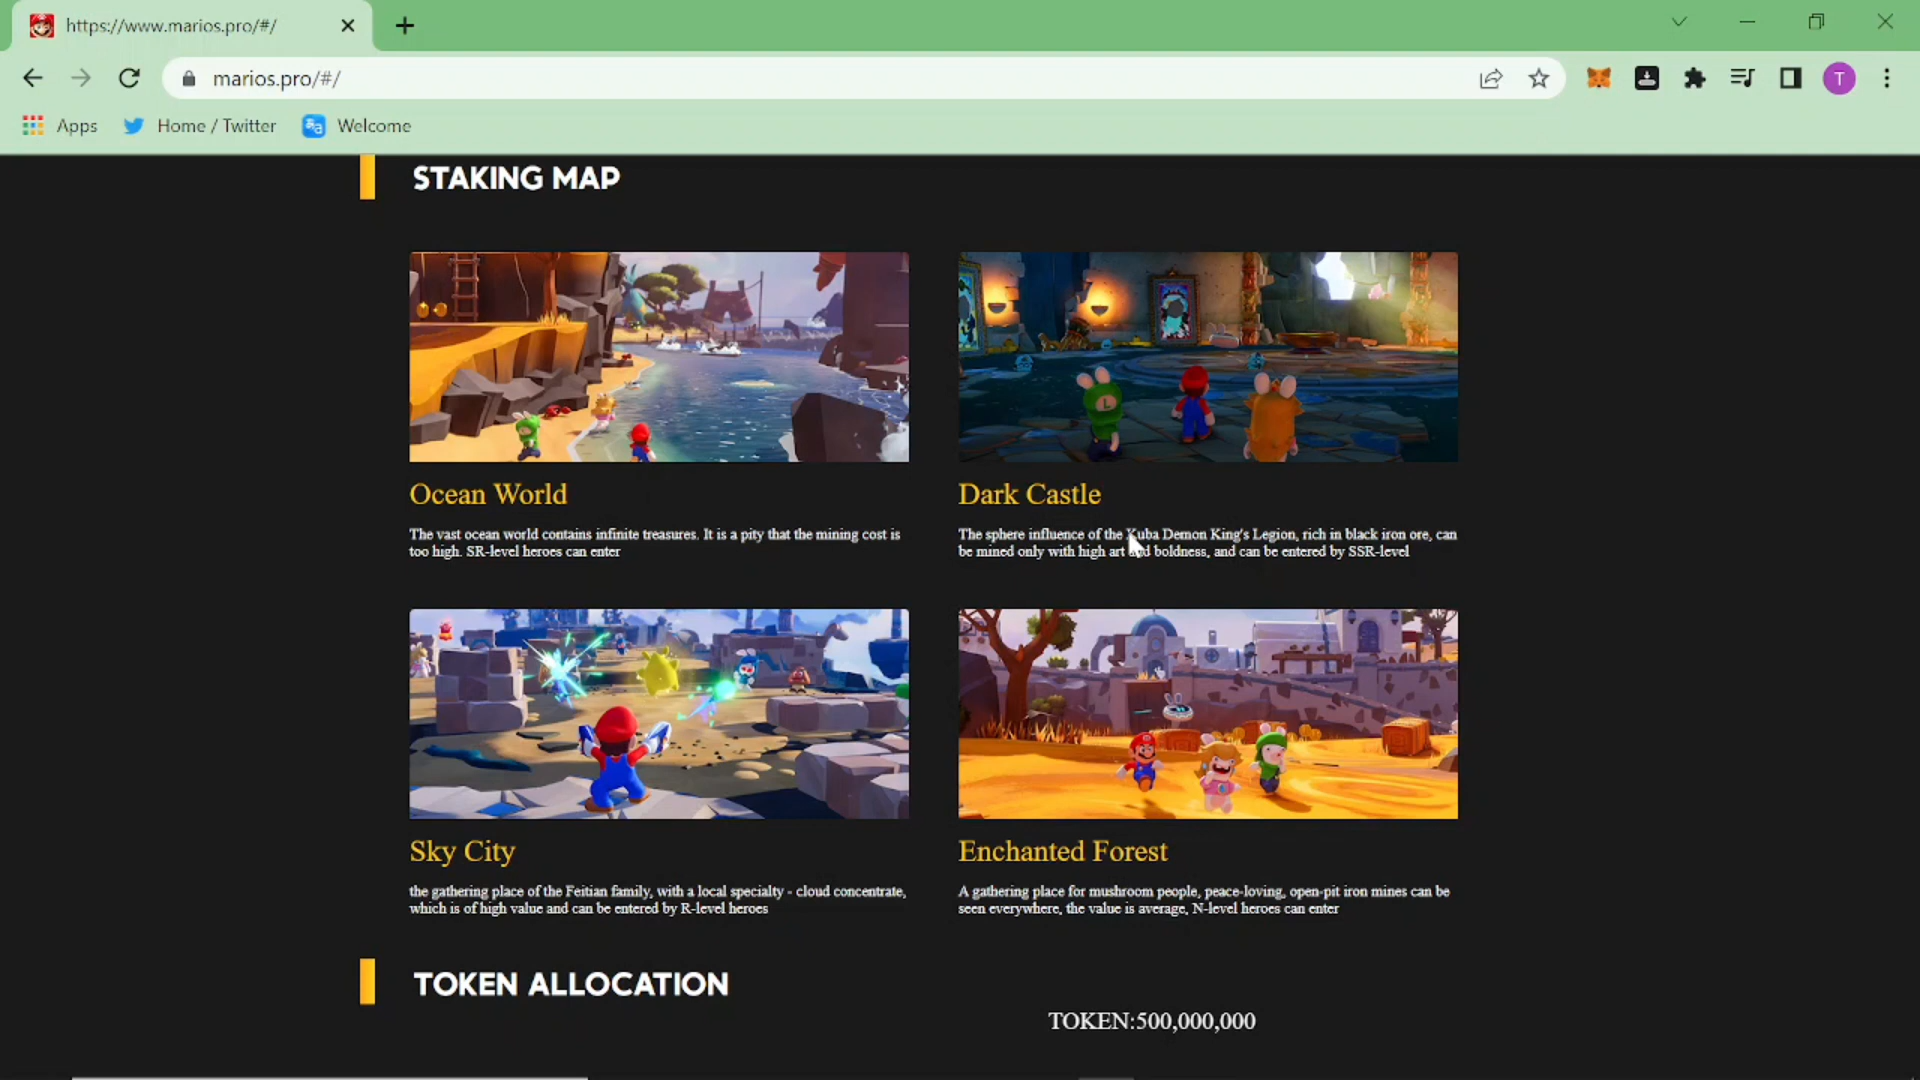 https://www.marios.pro/#/
marios.pro/#/
T
Apps
Home / Twitter
Welcome
STAKING MAP
Ocean World
The vast ocean world contains infinite treasures. It is a pity that the mining cost is
too high. SR-level heroes can enter
Dark Castle
The sphere influence of the Kuba Demon King's Legion, rich in black iron ore, can
be mined only with high art and boldness, and can be entered by SSR-level
Sky City
the gathering place of the Feitian family, with a local specialty - cloud concentrate,
which is of high value and can be entered by R-level heroes
Enchanted Forest
A gathering place for mushroom people, peace-loving, open-pit iron mines can be
seen everywhere, the value is average, N-level heroes can enter
TOKEN ALLOCATION
TOKEN:500,000,000